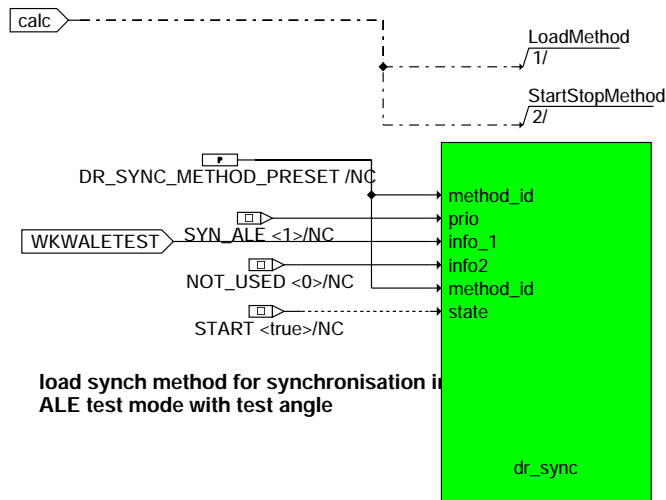 calc
LoadMethod
1/
StartStopMethod
2/
P
DR_SYNC_METHOD_PRESET /NC
method_id
SYN_ALE <1>/NC
prio
WKWALETEST
info_1
NOT_USED <0>/NC
info2
method_id
START <true>/NC
state
load synch method for synchronisation in
ALE test mode with test angle
dr_sync